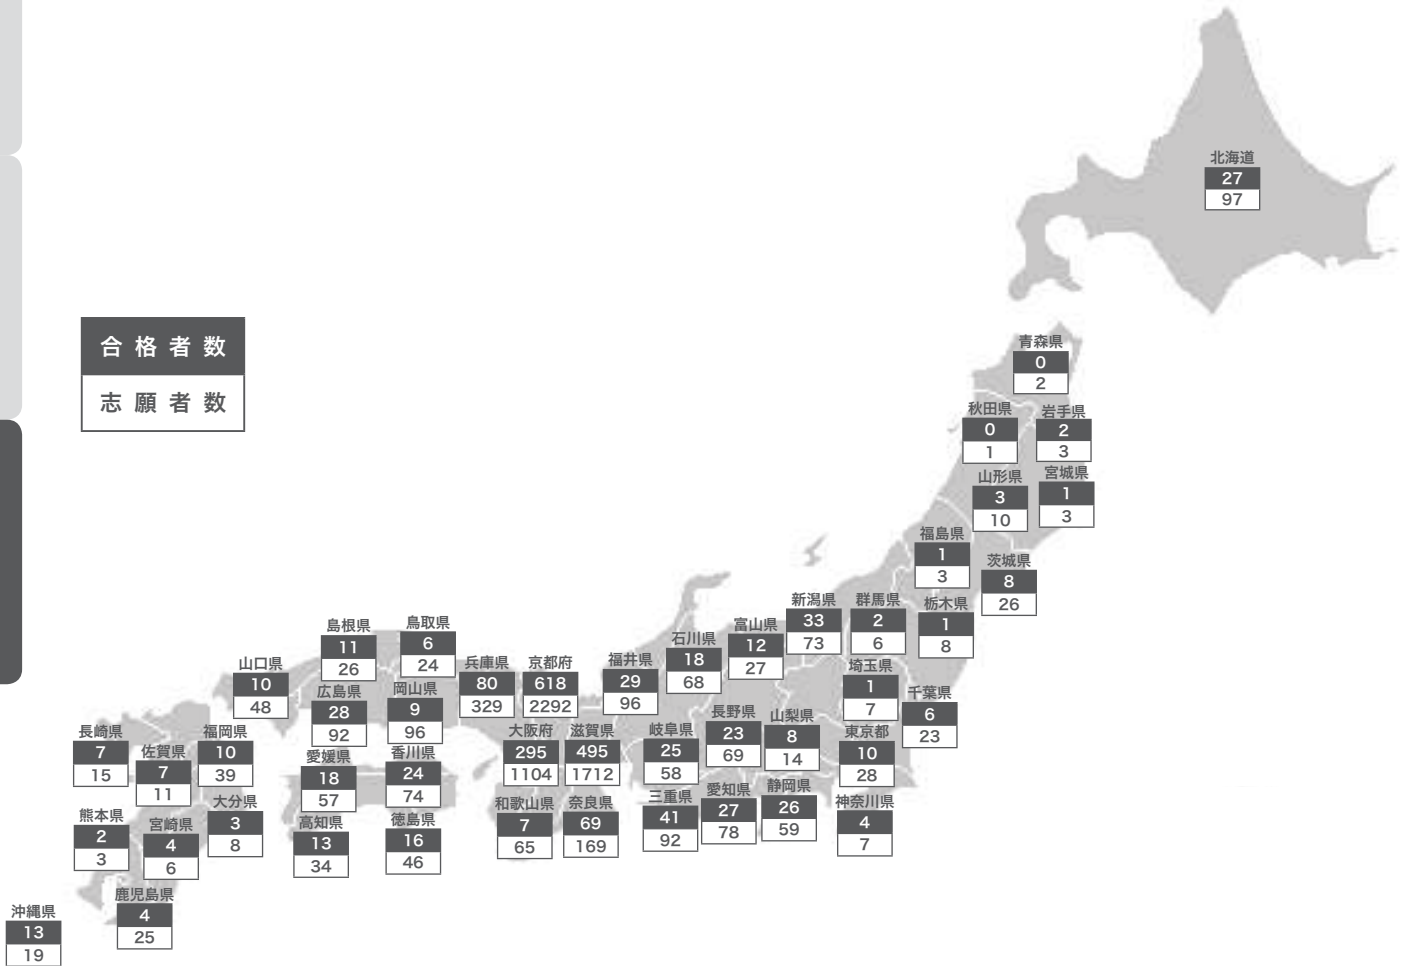 合格者数
志願者数
北海道
27
97
青森県
0
2
秋田県
0
1
岩手県
2
3
山形県
3
10
宮城県
1
3
福島県
1
3
茨城県
8
26
新潟県
33
73
群馬県
2
6
栃木県
1
8
富山県
12
27
石川県
18
68
福井県
29
96
埼玉県
1
7
千葉県
6
23
長野県
23
69
山梨県
8
14
東京都
10
28
神奈川県
4
7
岐阜県
25
58
静岡県
26
59
愛知県
27
78
三重県
41
92
京都府
618
2292
滋賀県
495
1712
大阪府
295
1104
兵庫県
80
329
奈良県
69
169
和歌山県
7
65
鳥取県
6
24
島根県
11
26
岡山県
9
96
広島県
28
92
山口県
10
48
香川県
24
74
愛媛県
18
57
徳島県
16
46
高知県
13
34
福岡県
10
39
佐賀県
7
11
長崎県
7
15
大分県
3
8
熊本県
2
3
宮崎県
4
6
鹿児島県
4
25
沖縄県
13
19